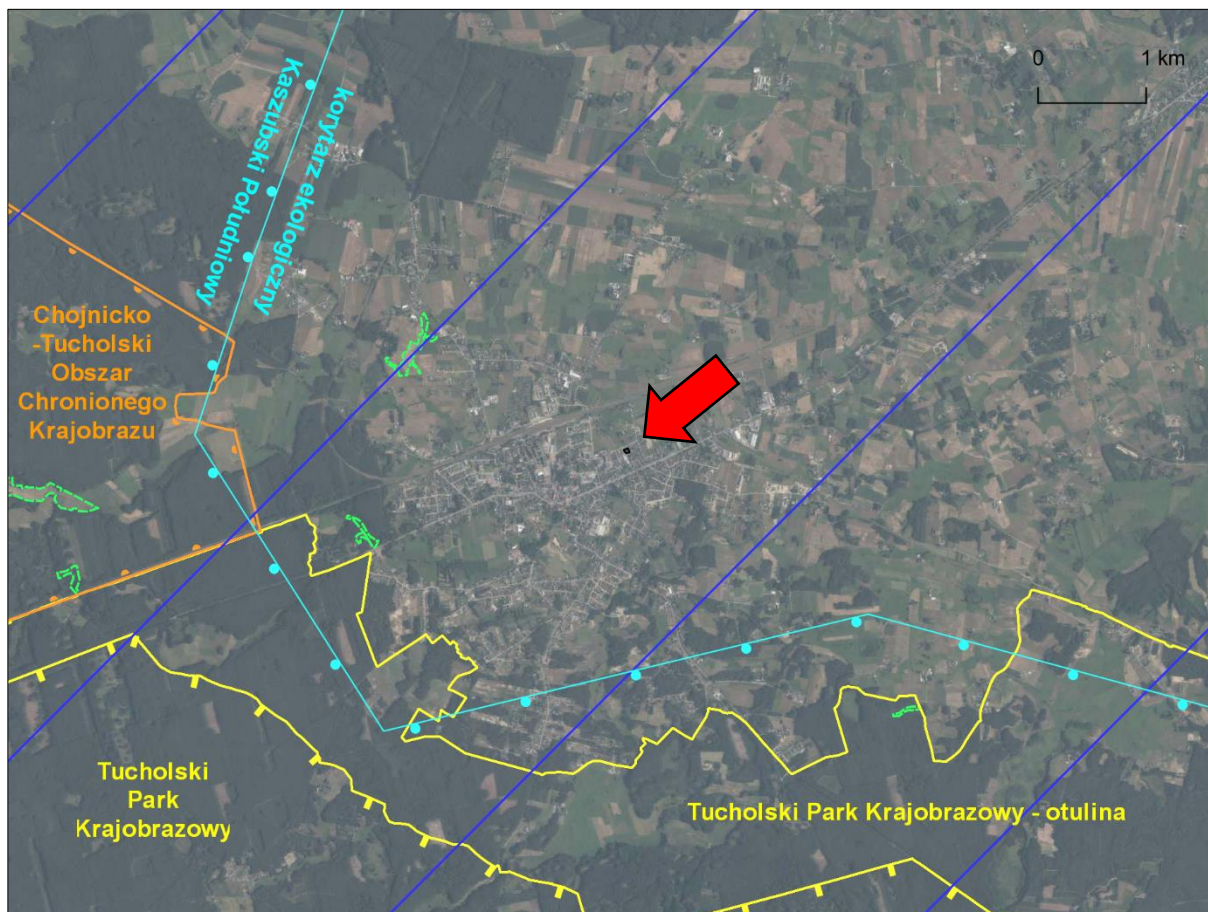 0 1 km
Kaszubski Południowy
korytarz ekologiczny
Chojnicko
-Tucholski
Obszar
Chronionego
Krajobrazu
Tucholski
Park
Krajobrazowy
Tucholski Park Krajobrazowy - otulina